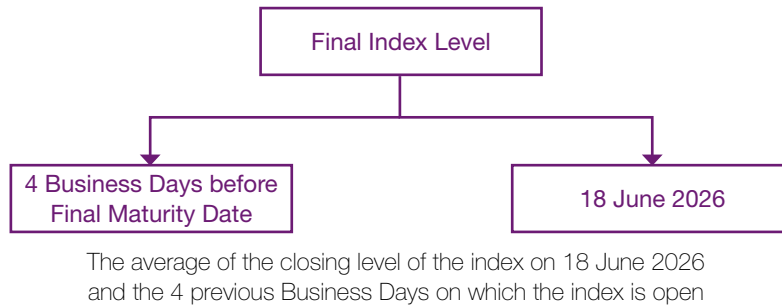 Final Index Level
4 Business Days before
Final Maturity Date
18 June 2026
The average of the closing level of the index on 18 June 2026
and the 4 previous Business Days on which the index is open